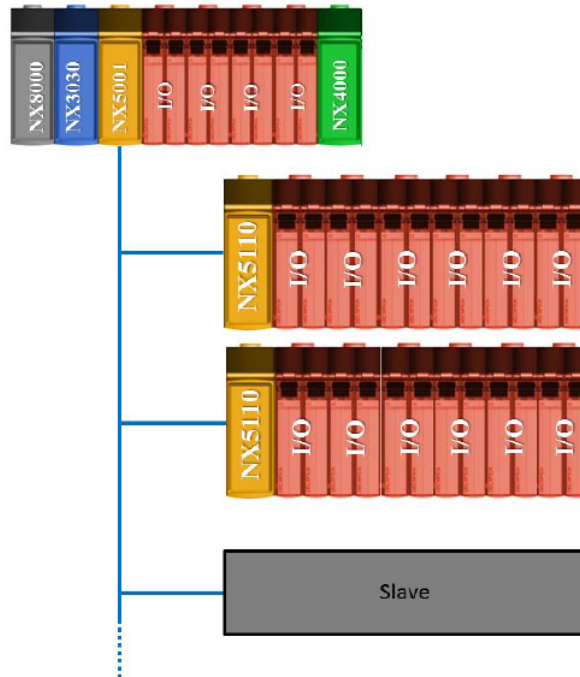 NX8000
NX3030
NX5001
I/O
I/O
I/O
I/O
NX4000
NX5110
I/O
I/O
I/O
I/O
I/O
I/O
NX5110
I/O
I/O
I/O
I/O
I/O
I/O
Slave